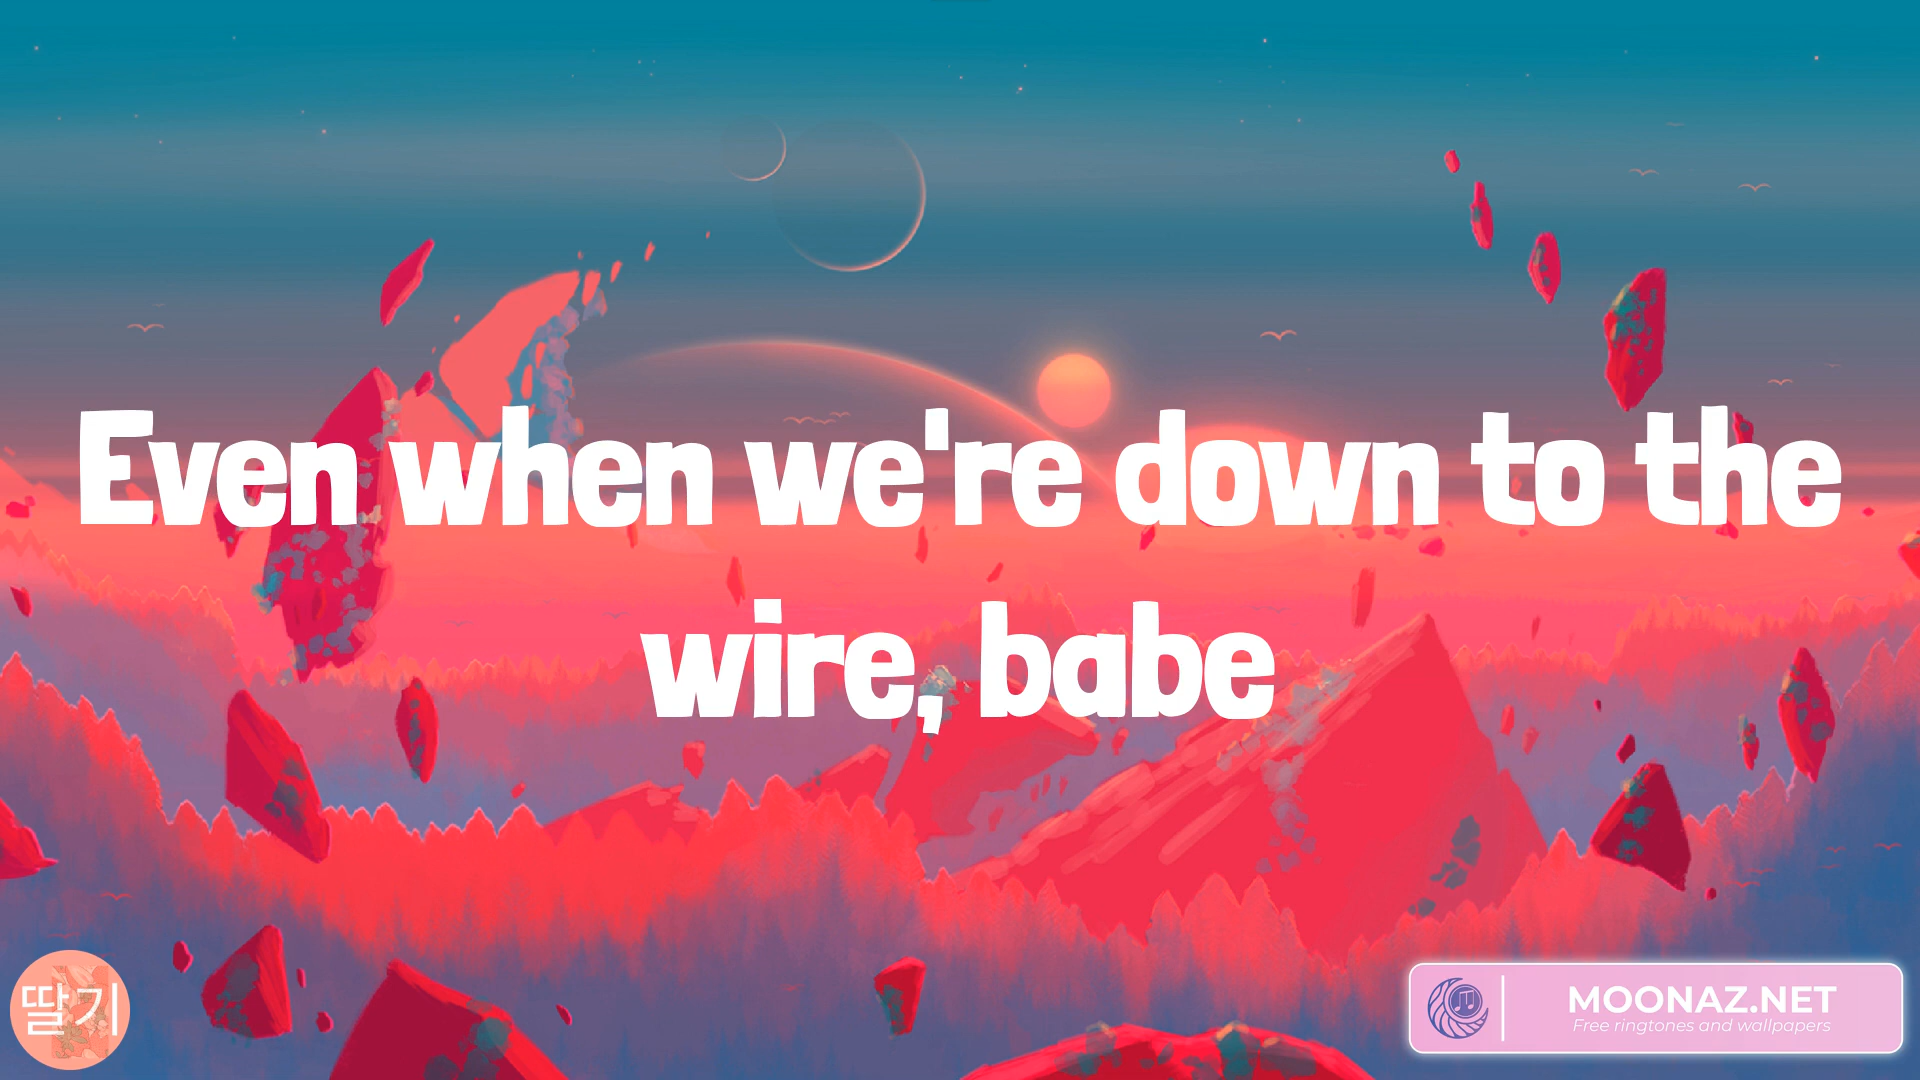 Even when we're down to the
wire, babe
딸기
MOONAZ.NET
Free ringtones and wallpapers